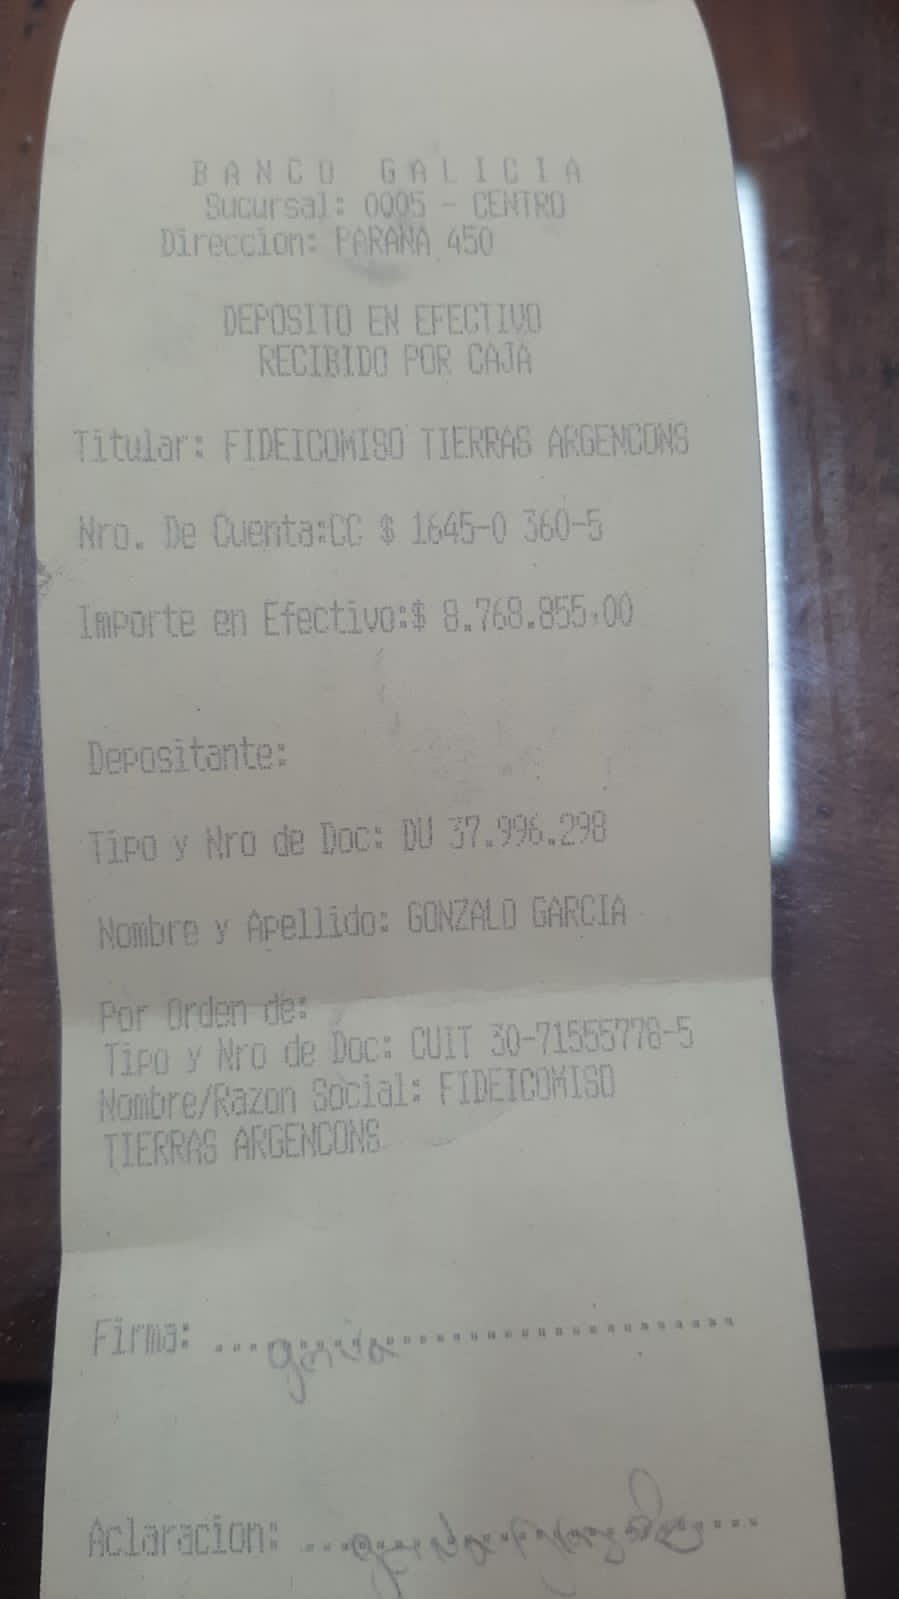 BANCO GALICIA
Sucursal: 0005 - CENTRO
Direccion: PARANA 450
DEPOSITO EN EFECTIVO
RECIBIDO POR CAJA
Titular: FIDEICOMISO TIERRAS ARGENCONS
Nro. De Cuenta:CC $ 1645-0 360-5
Importe en Efectivo:$ 8.768.855,00
Depositante:
Tipo y Nro de Doc: DU 37.996.298
Nombre y Apellido: GONZALO GARCIA
Por Orden de:
Tipo y Nro de Doc: CUIT 30-71555778-5
Nombre/Razon Social: FIDEICOMISO
TIERRAS ARGENCONS
Firma:
Aclaracion: